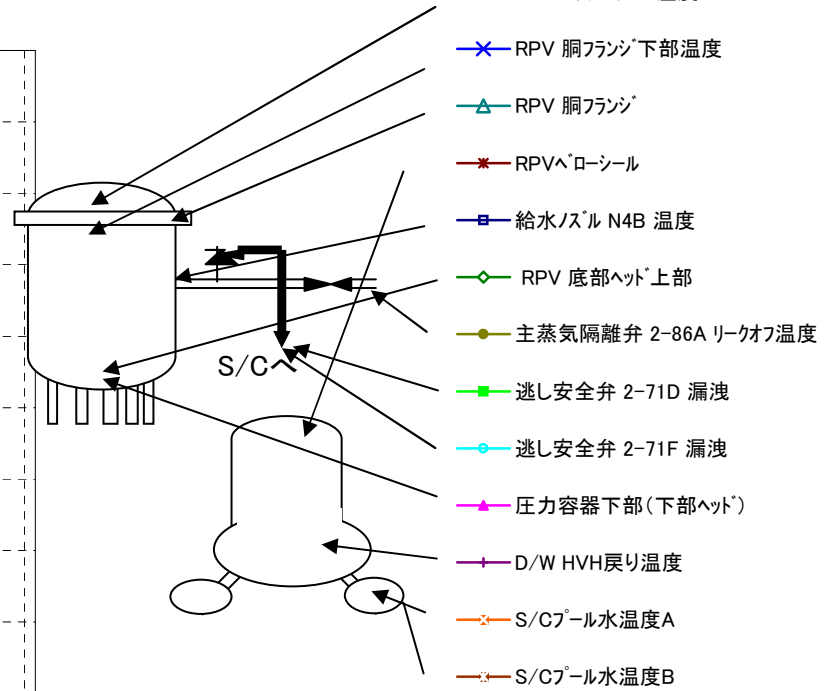 RPV 胴フランジ下部温度
RPV 胴フランジ
RPVベローシール
給水ノズル N4B 温度
RPV 底部ヘッド上部
主蒸気隔離弁 2-86A リークオフ温度
逃し安全弁 2-71D 漏洩
逃し安全弁 2-71F 漏洩
圧力容器下部(下部ヘッド)
D/W HVH戻り温度
S/Cプール水温度A
S/Cプール水温度B
S/Cへ